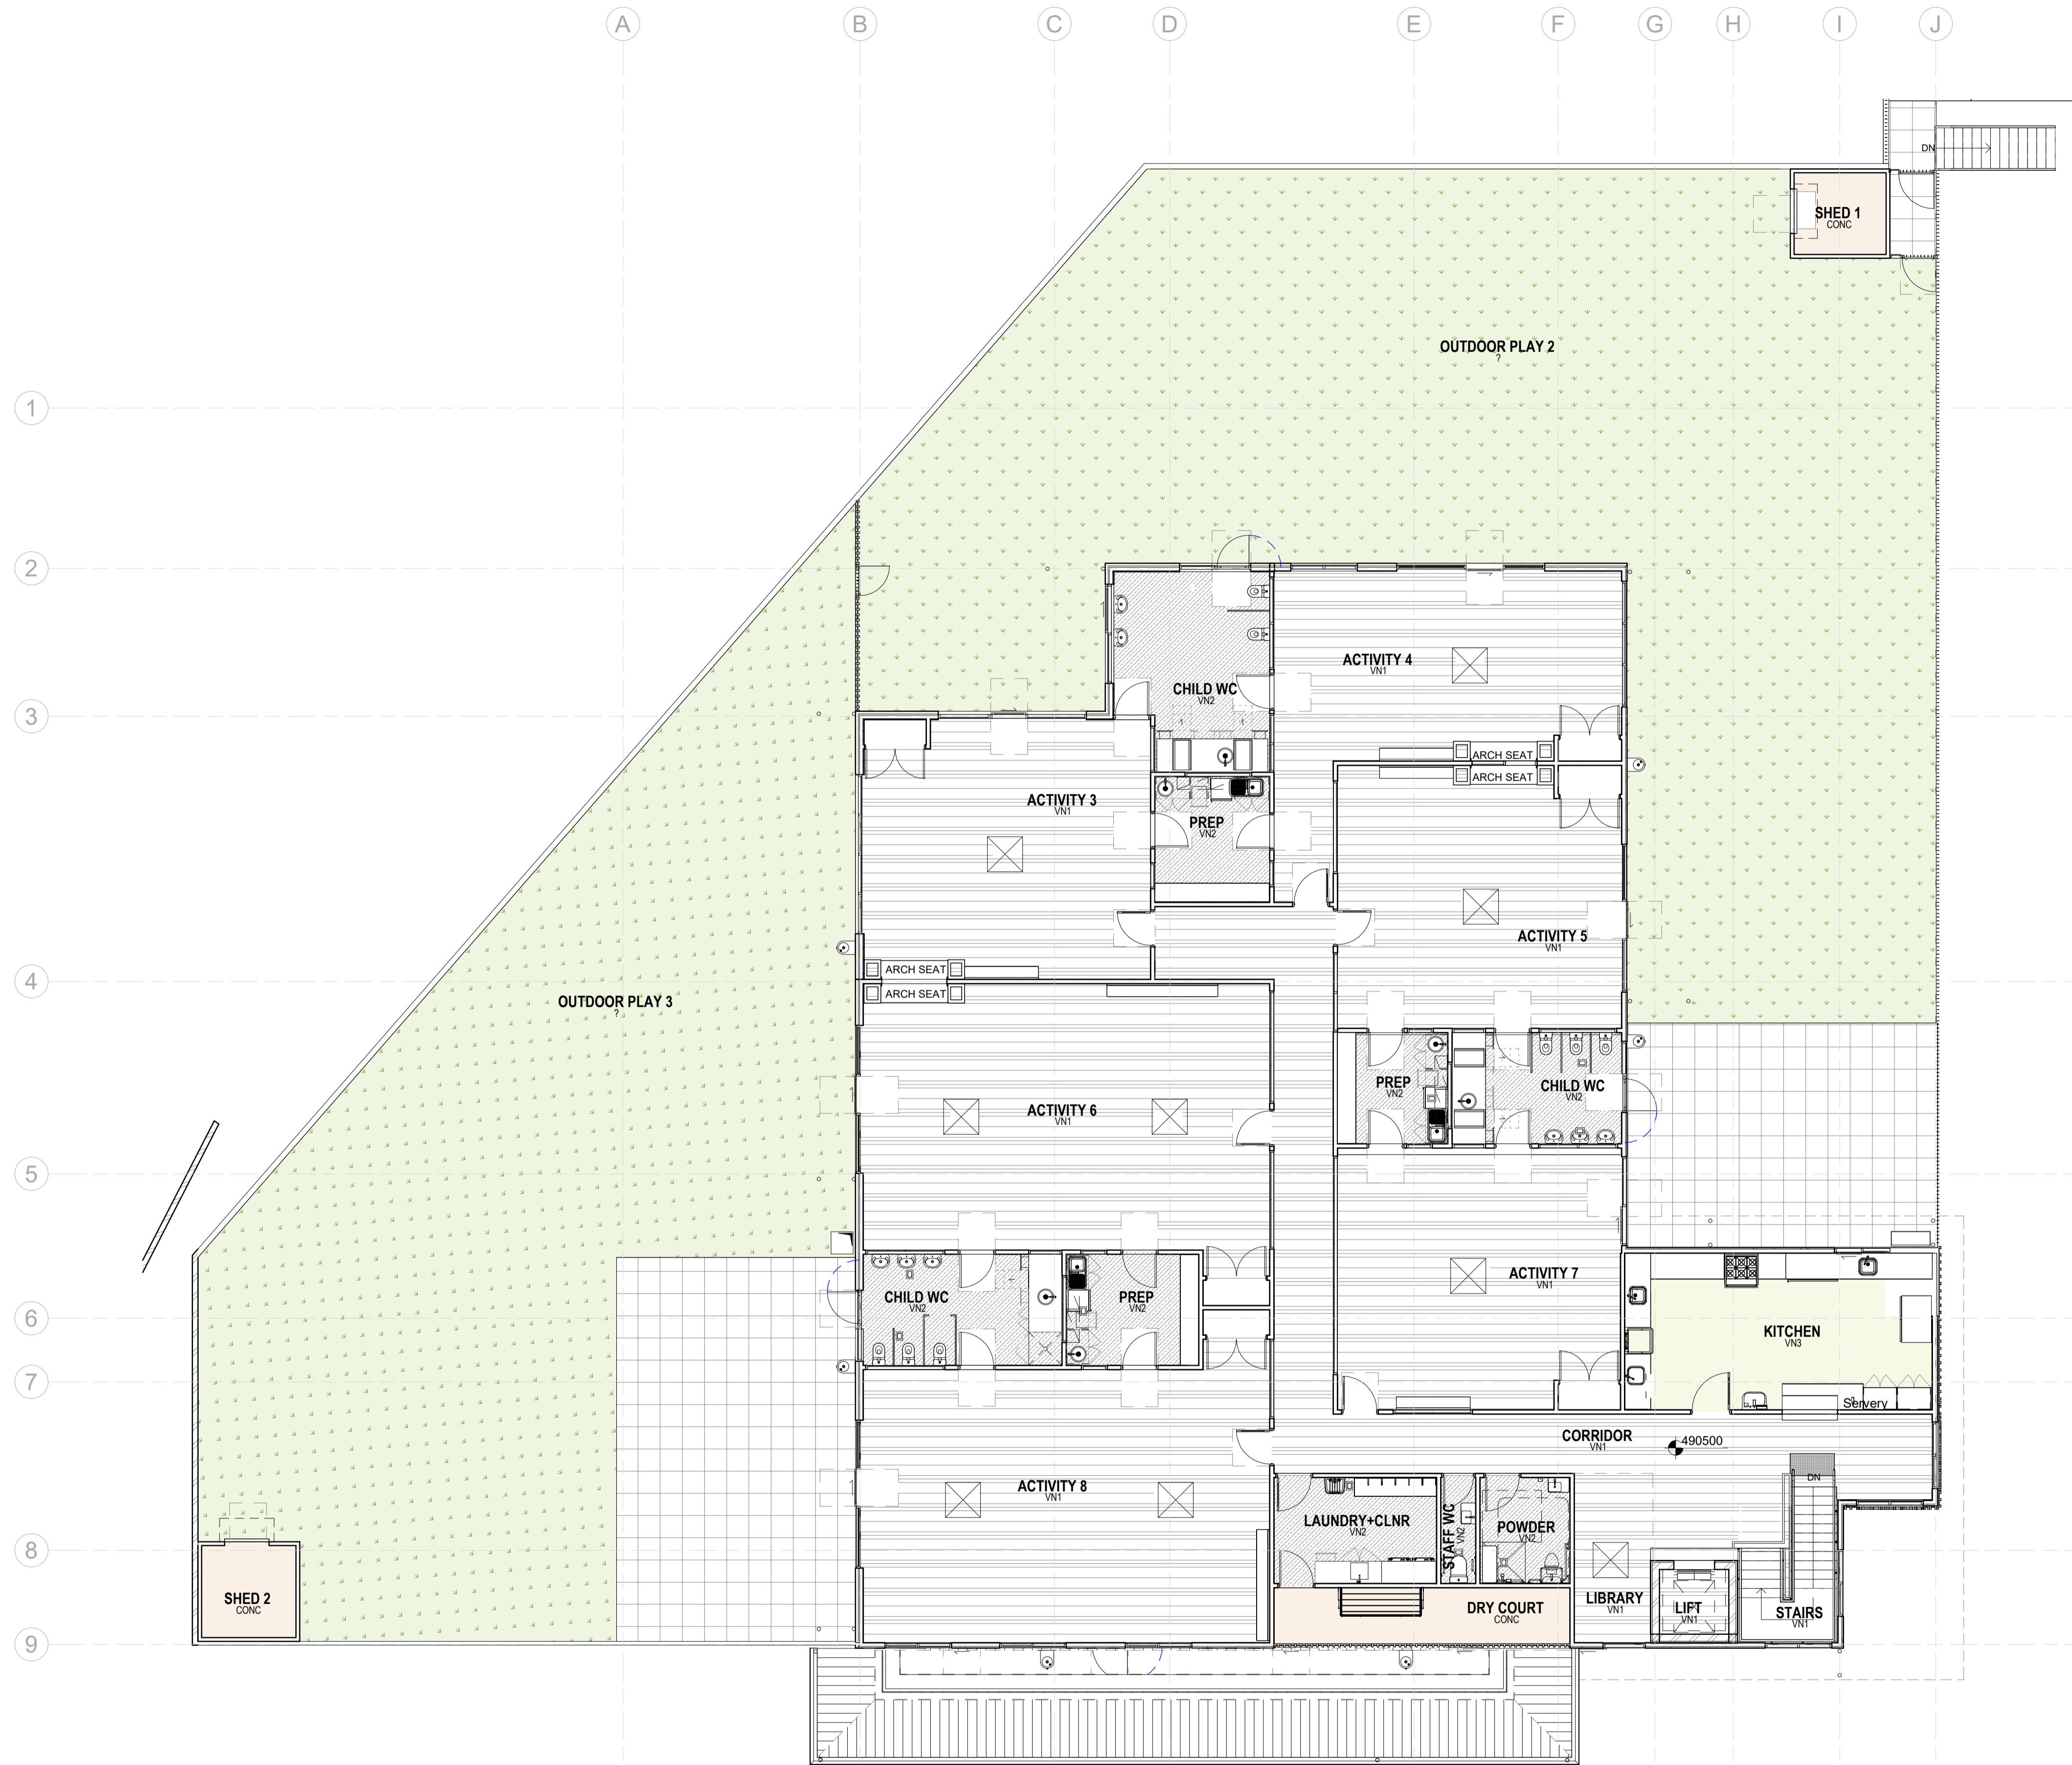 A
B
C
D
E
F
G
H
I
J
DN
SHED 1
CONC
OUTDOOR PLAY 2
?
1
2
ACTIVITY 4
VN1
CHILD WC
VN2
3
ARCH SEAT
ARCH SEAT
ACTIVITY 3
VN1
PREP
VN2
ACTIVITY 5
VN1
ARCH SEAT
4
ARCH SEAT
OUTDOOR PLAY 3
?
PREP
VN2
CHILD WC
VN2
ACTIVITY 6
VN1
5
ACTIVITY 7
VN1
CHILD WC
VN2
PREP
VN2
6
KITCHEN
VN3
7
Servery
CORRIDOR
VN1
490500
DN
ACTIVITY 8
VN1
LAUNDRY+CLNR
VN2
STAFF WC
VN2
POWDER
VN2
8
SHED 2
CONC
DRY COURT
CONC
LIBRARY
VN1
LIFT
VN1
STAIRS
VN1
9